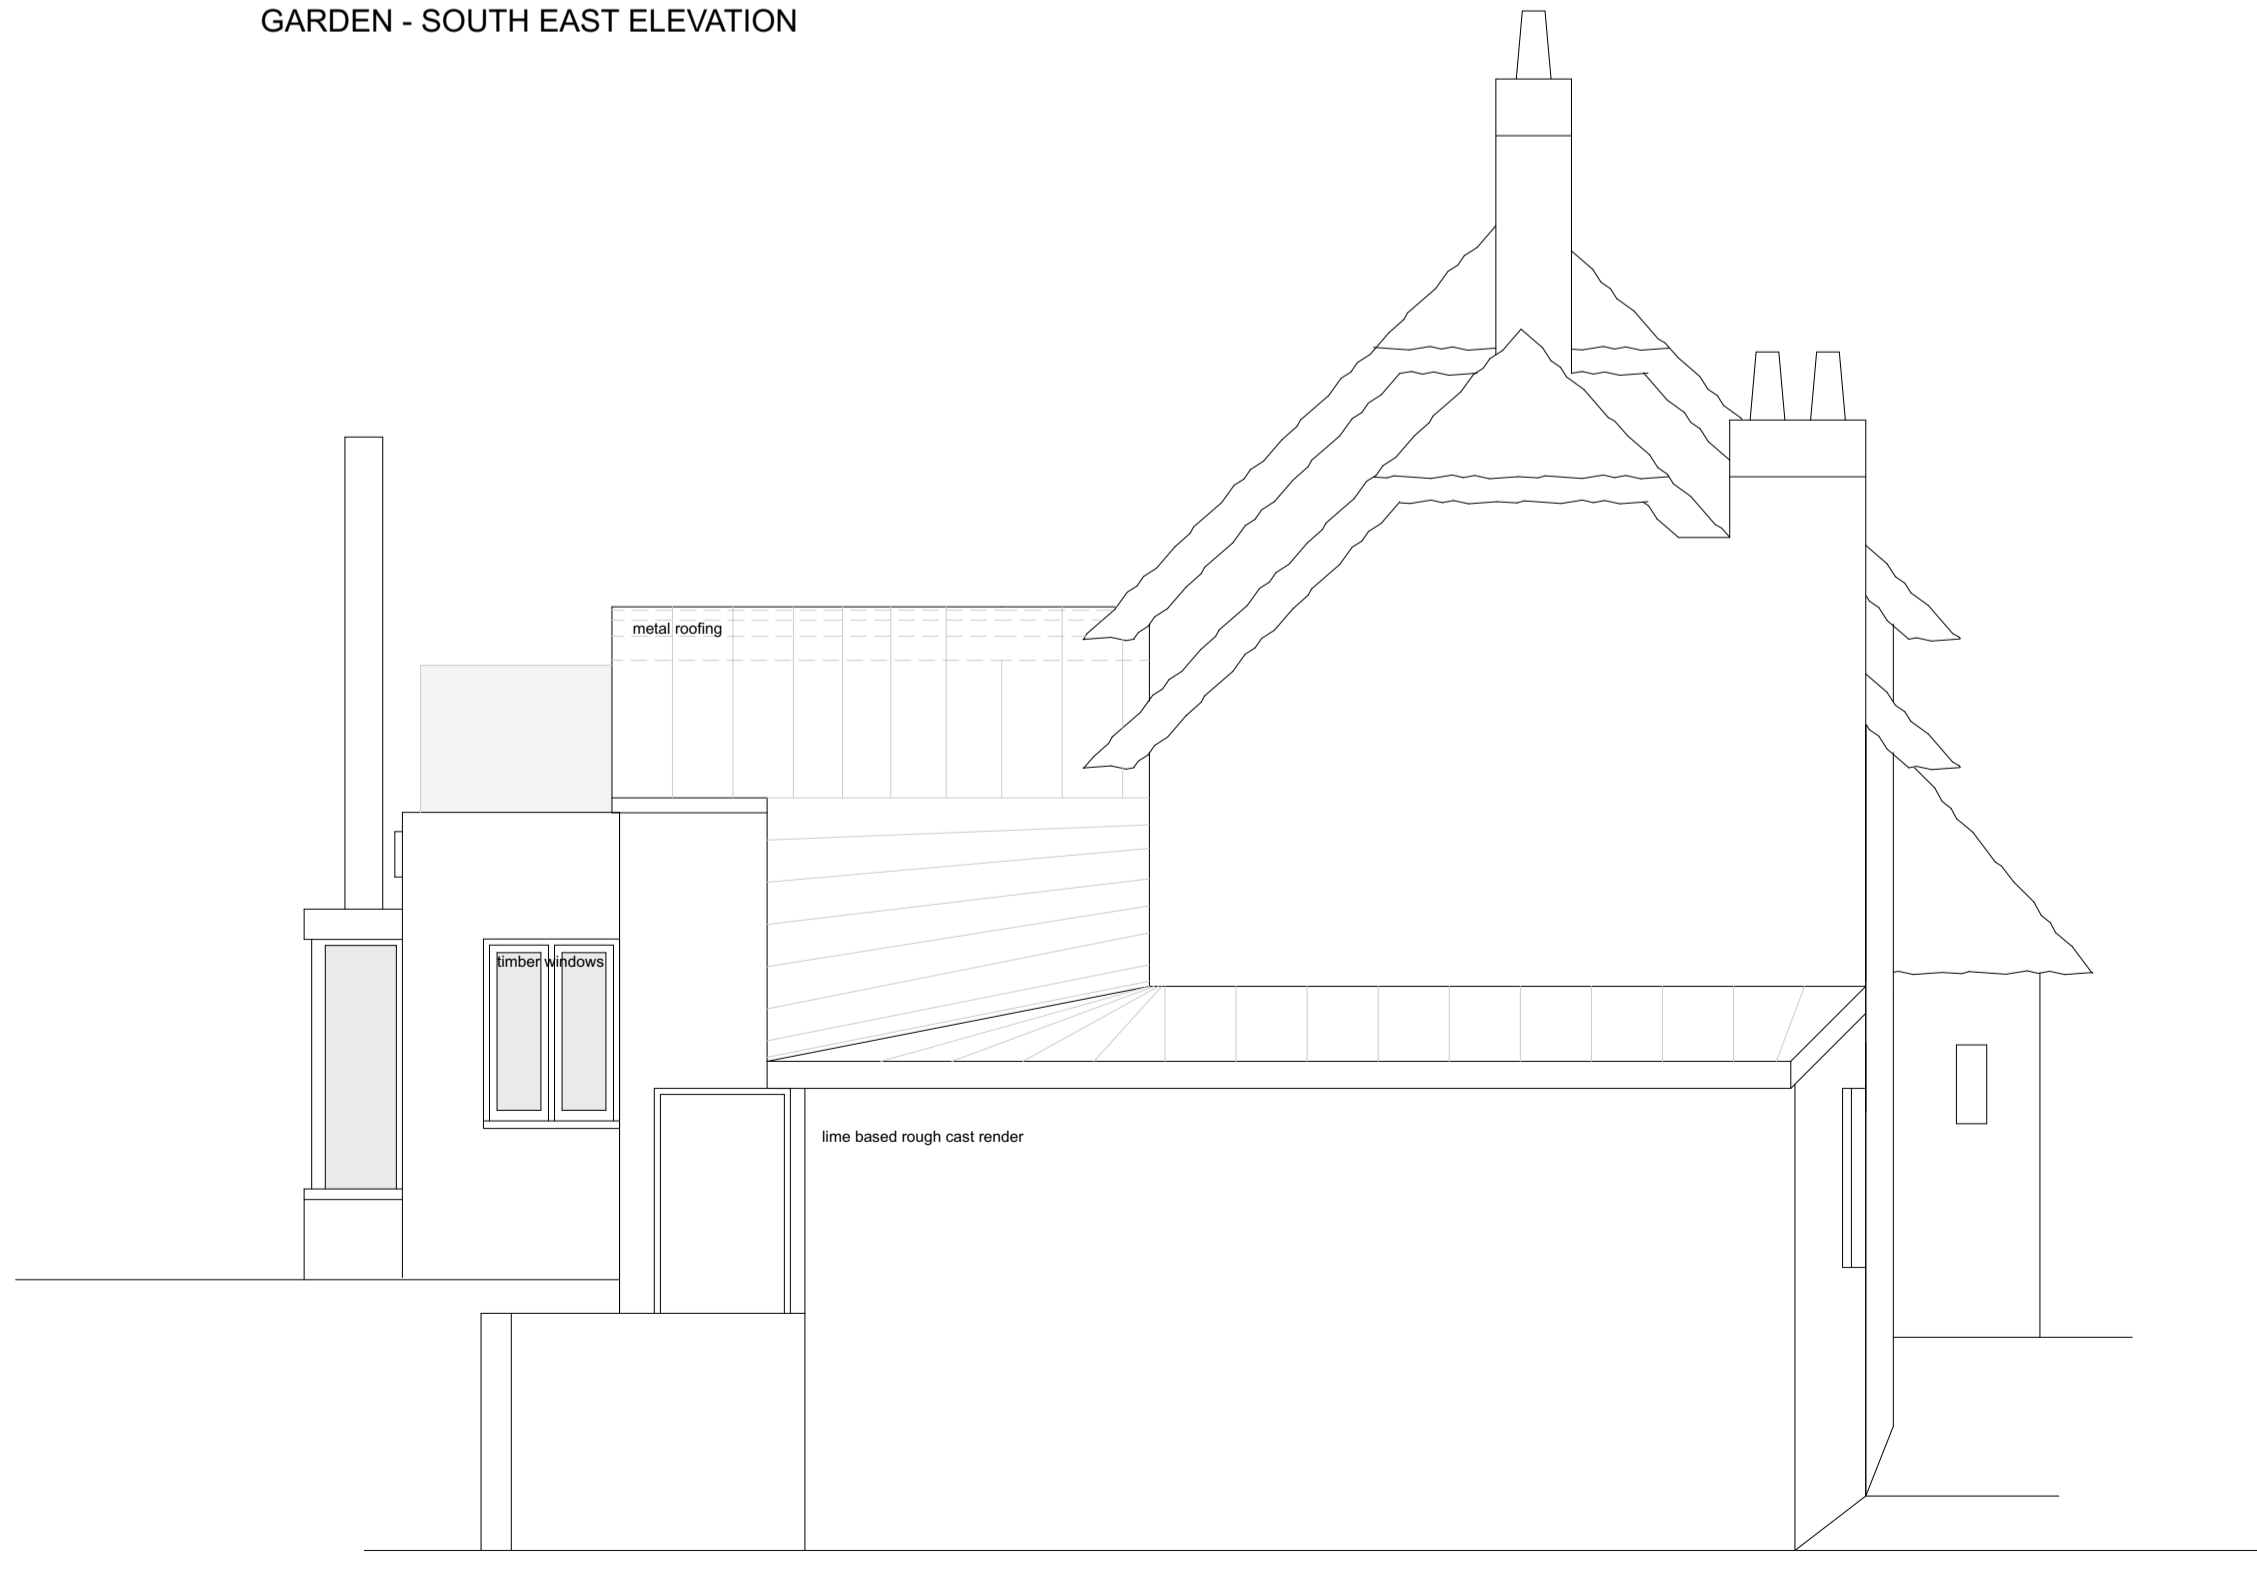 GARDEN - SOUTH EAST ELEVATION
metal roofing
timber windows
lime based rough cast render